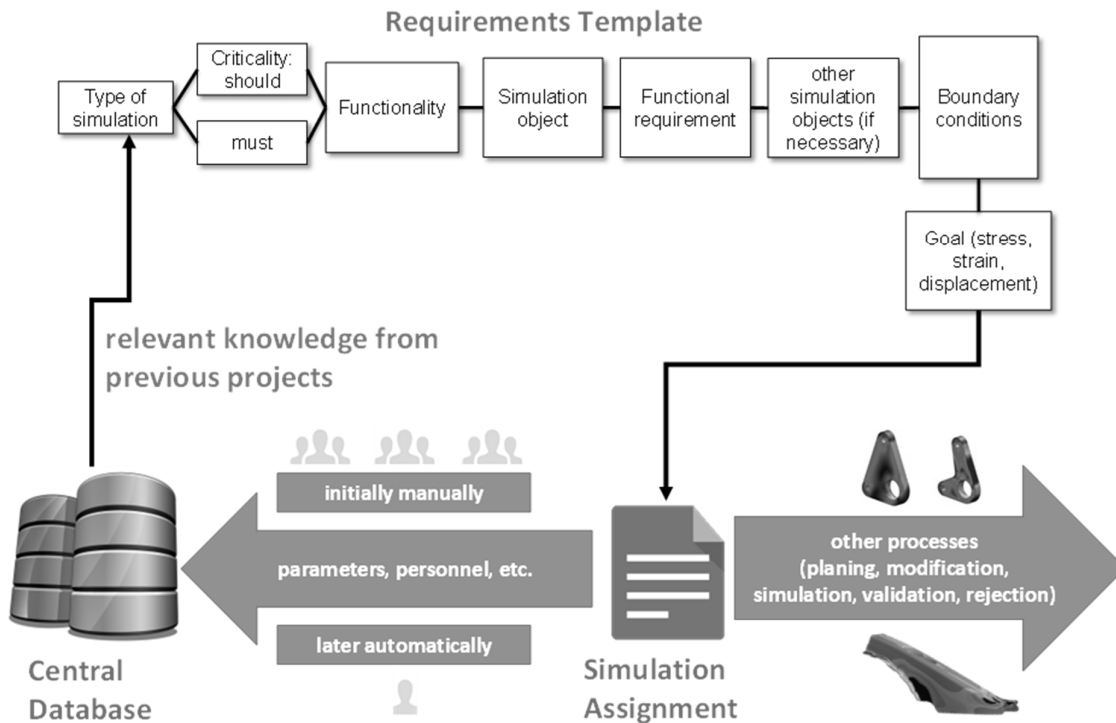 Requirements Template
Type of
simulation
Criticality:
should
must
Functionality
Simulation
object
Functional
requirement
other
simulation
objects (if
necessary)
Boundary
conditions
Goal (stress,
strain,
displacement)
relevant knowledge from
previous projects
initially manually
parameters, personnel, etc.
later automatically
other processes
(planing, modification,
simulation, validation, rejection)
Central
Database
Simulation
Assignment